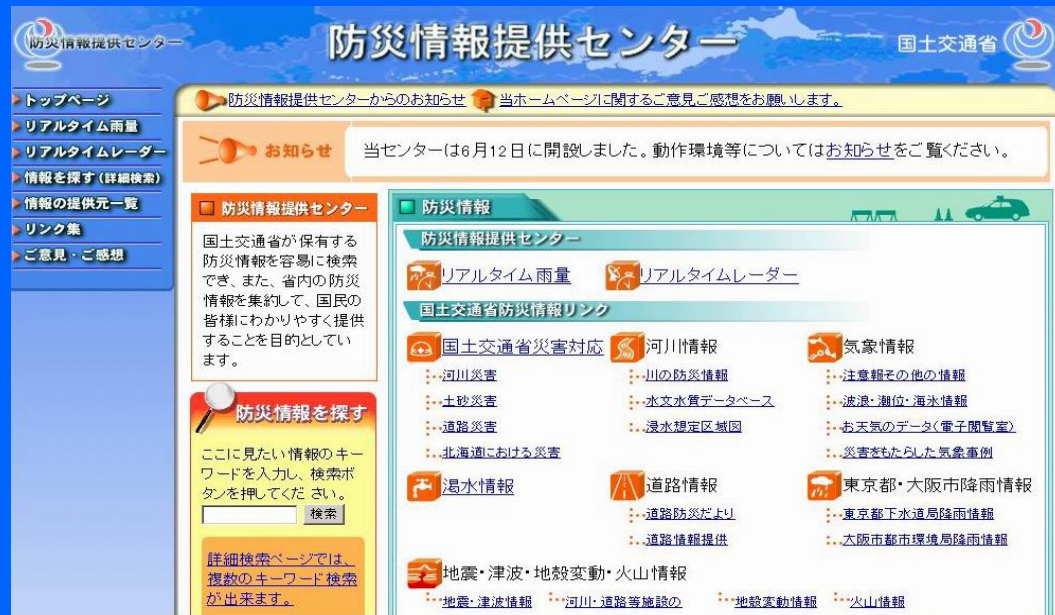 防災情報提供センター
防災情報提供センター
国土交通省
トップページ
リアルタイム雨量
リアルタイムレーダー
情報を探す(詳細検索)
情報の提供元一覧
リンク集
ご意見・ご感想
防災情報提供センターからのお知らせ 当ホームページに関するご意見ご感想をお願いします。
お知らせ 当センターは6月12日に開設しました。動作環境等についてはお知らせをご覧ください。
防災情報提供センター
国土交通省が保有する
防災情報を容易に検索
でき、また、省内の防災
情報を集約して、国民の
皆様にわかりやすく提供
することを目的としてい
ます。
防災情報を探す
ここに見たい情報のキー
ワードを入力し、検索ボ
タンを押してくだ さい。
検索
詳細検索ページでは、
複数のキーワード検索
が出来ます。
防災情報
防災情報提供センター
リアルタイム雨量 リアルタイムレーダー
国土交通省防災情報リンク
国土交通省災害対応
河川災害
土砂災害
道路災害
北海道における災害
河川情報
川の防災情報
水文水質データベース
浸水想定区域図
気象情報
注意報その他の情報
波浪・潮位・海氷情報
お天気のデータ(電子閲覧室)
災害をもたらした気象事例
渇水情報
道路情報
道路防災だより
道路情報提供
東京都・大阪市降雨情報
東京都下水道局降雨情報
大阪市都市環境局降雨情報
地震・津波・地殻変動・火山情報
地震・津波情報 河川・道路等施設の 地殻変動情報 火山情報